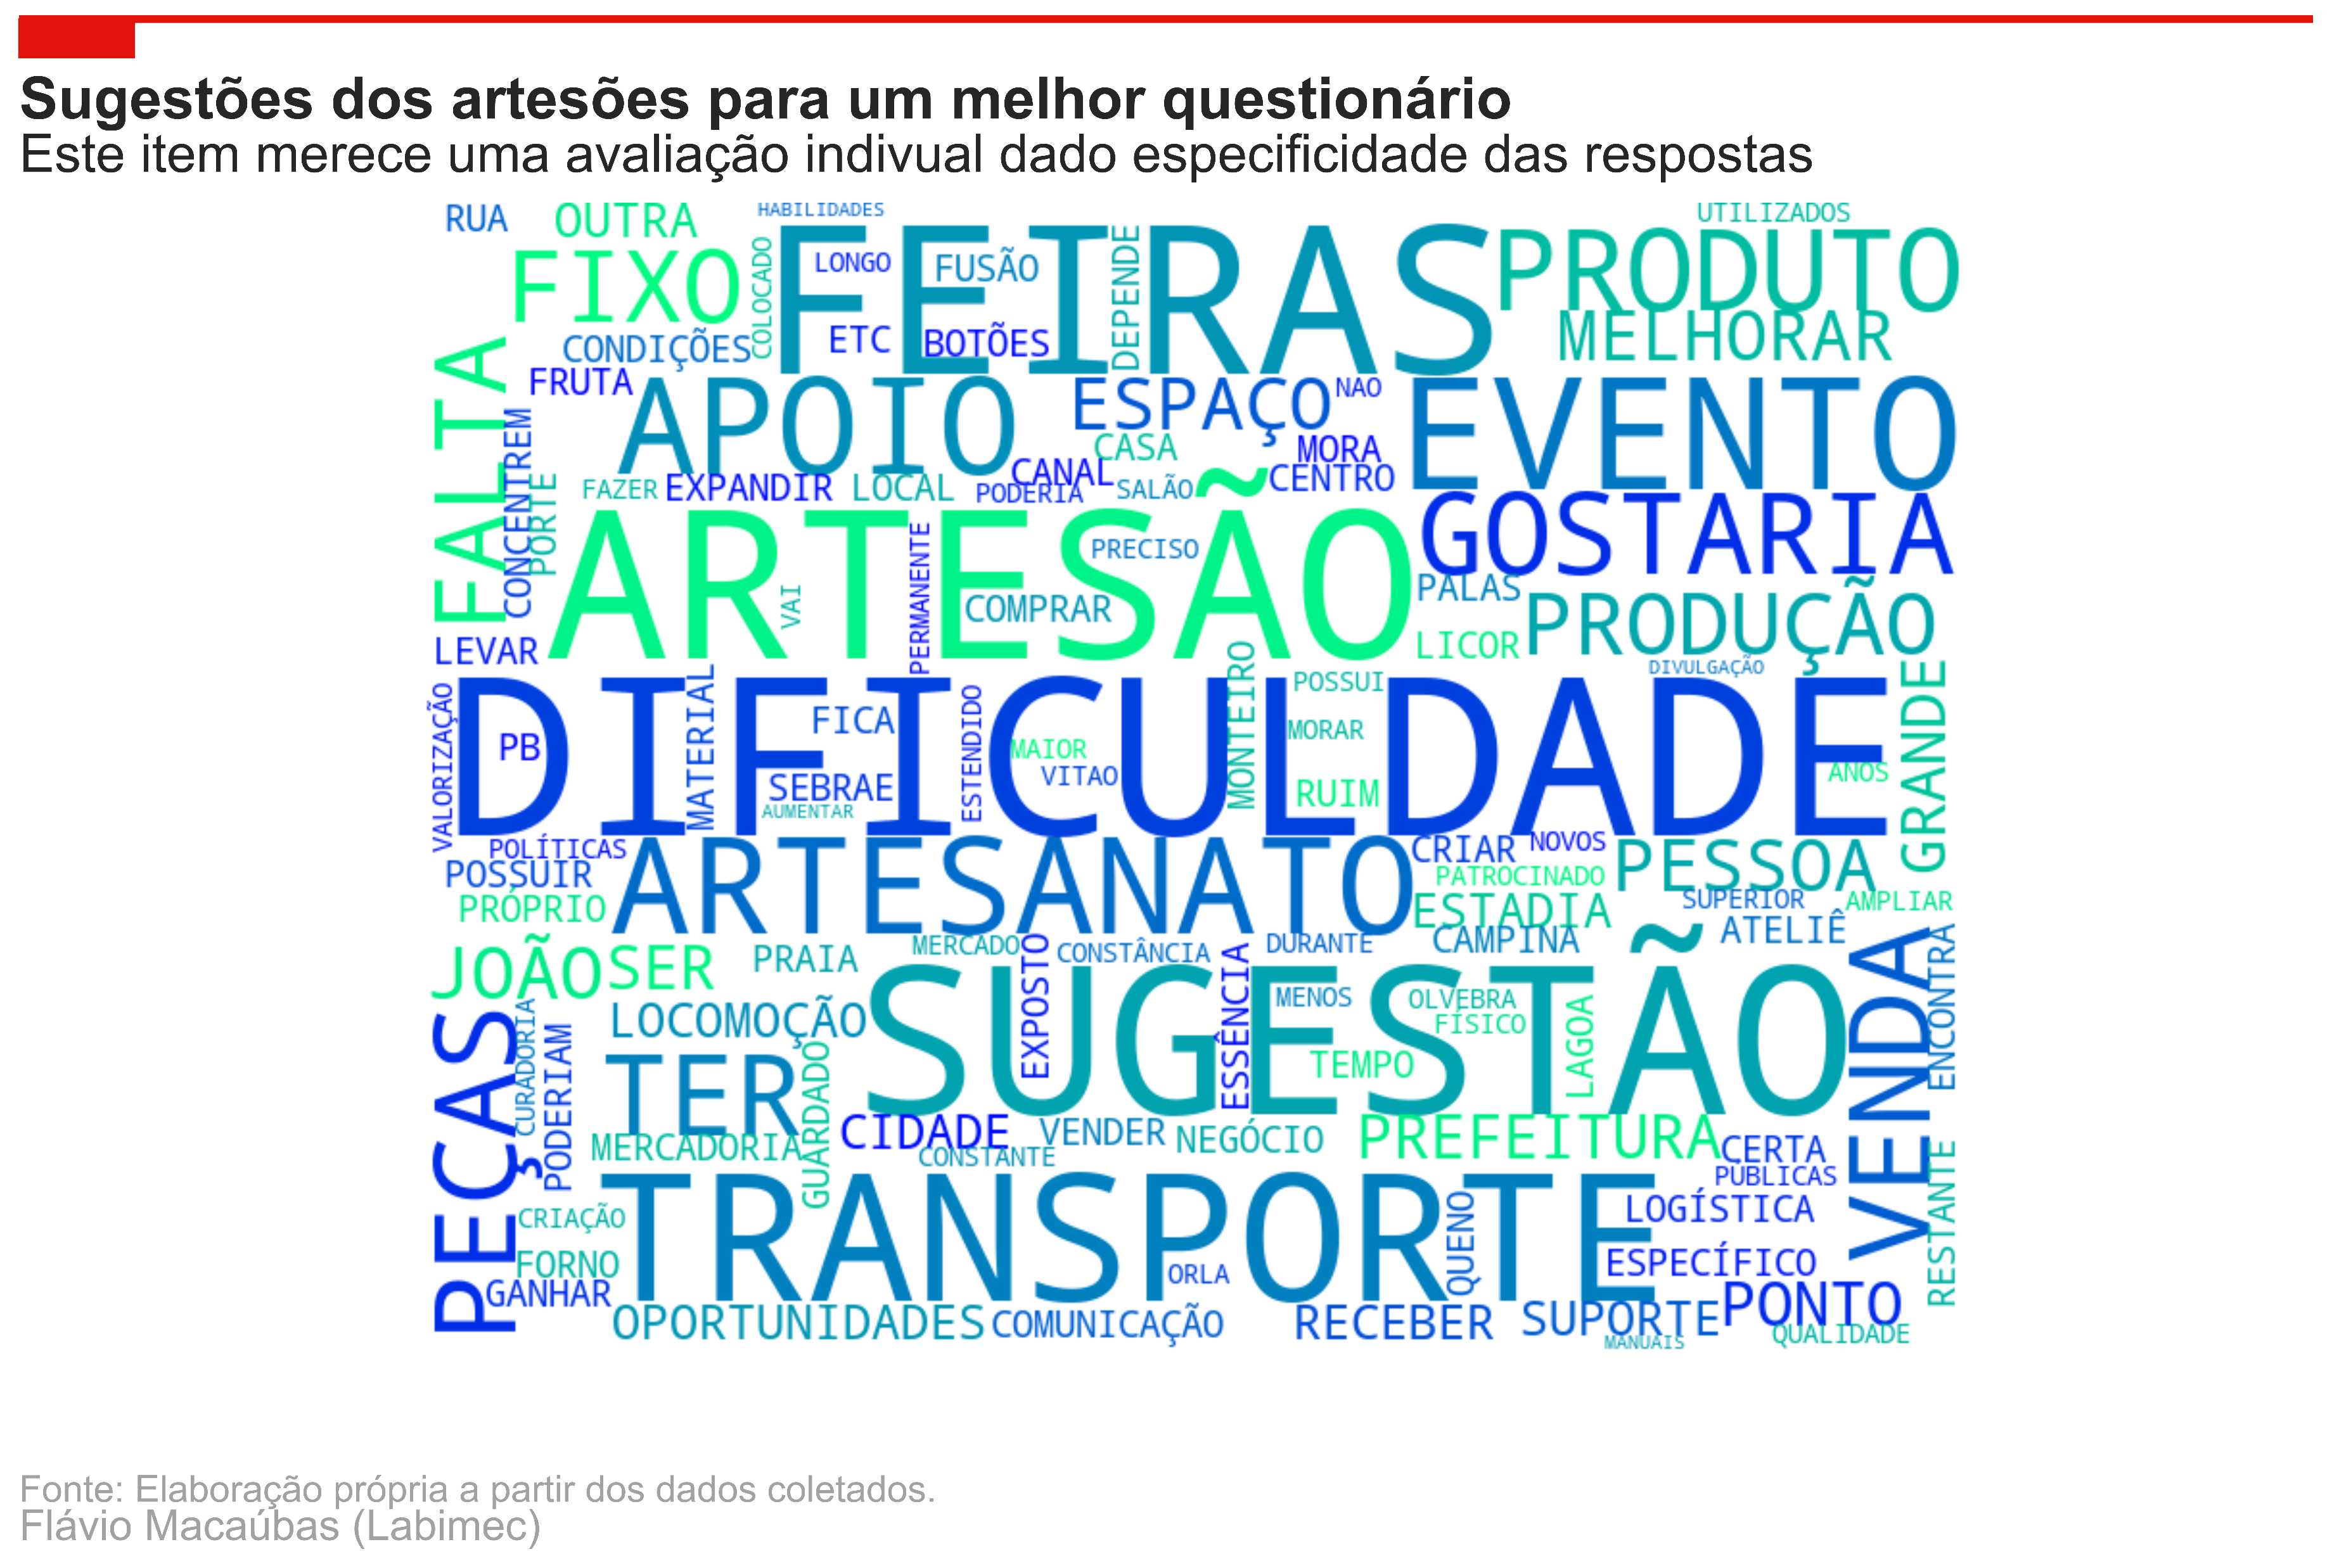 Sugestões dos artesões para um melhor questionário
Este item merece uma avaliação indivual dado especificidade das respostas
RUA
OUTRA
HABILIDADES
UTILIZADOS
FEIRAS
PRODUTO
FIXO
COLOCADO
LONGO
FUSÃO
DEPENDE
MELHORAR
CONDIÇÕES
ETC
BOTÕES
FALTA
FRUTA
APOIO
ESPAÇO
NAO
EVENTO
CONCENTREM
CASA
MORA
CANAL
CENTRO
PORTE
FAZER
EXPANDIR
LOCAL
PODERIA
SALÃO
GOSTARIA
ARTESÃO
PERMANENTE
PRECISO
VAI
COMPRAR
PALAS
PRODUÇÃO
LEVAR
LICOR
DIVULGAÇÃO
DIFICULDADE
VALORIZAÇÃO
PB
MATERIAL
FICA
ESTENDIDO
MONTEIRO
POSSUI
MORAR
MAIOR
VITAO
SEBRAE
AUMENTAR
RUIM
ANOS
GRANDE
POLÍTICAS
POSSUIR
PRÓPRIO
ARTESANATO
CRIAR
NOVOS
PATROCINADO
PESSOA
ESTADIA
SUPERIOR
AMPLIAR
CAMPINA
ATELIÊ
JOÃO
SER
PRAIA
MERCADO
CONSTÂNCIA
DURANTE
SUGESTÃO
VENDA
ENCONTRA
EXPOSTO
ESSÊNCIA
MENOS
OLVEBRA
FÍSICO
TEMPO
LAGOA
LOCOMOÇÃO
PEÇAS
CURADORIA
PODERIAM
TER
GUARDADO
MERCADORIA
CIDADE
VENDER
NEGÓCIO
CONSTANTE
PREFEITURA
CERTA
PÚBLICAS
RESTANTE
TRANSPORTE
CRIAÇÃO
FORNO
GANHAR
ORLA
QUENO
LOGÍSTICA
ESPECÍFICO
OPORTUNIDADES
COMUNICAÇÃO
RECEBER
SUPORTE
PONTO
MANUAIS
QUALIDADE
Fonte: Elaboração própria a partir dos dados coletados.
Flávio Macaúbas (Labimec)